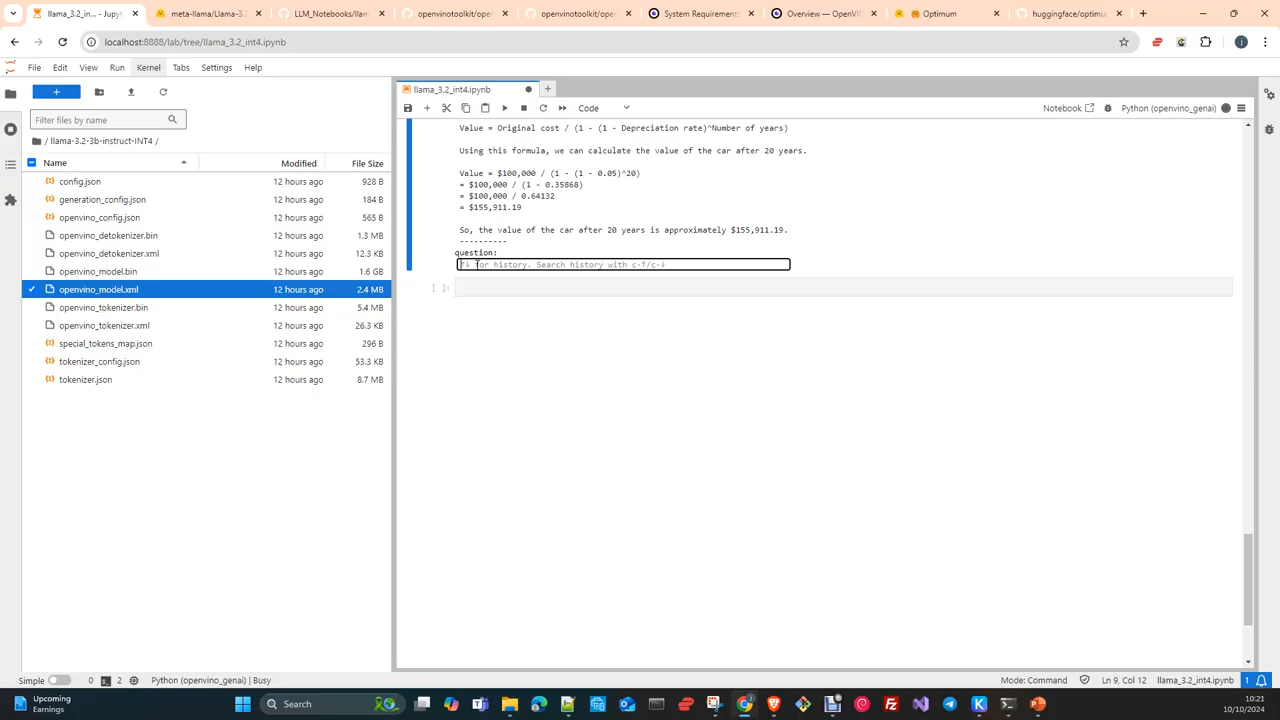 llama_3.2_int4.ipynb - Jupyt
meta-llama/Llama-3
LLM_Notebooks/llam
openvinotoolkit/ope
openvinotoolkit/ope
System Requirements
Overview — OpenVI
Optimum
huggingface/optimu
localhost:8888/lab/tree/llama_3.2_int4.ipynb
File Edit View Run Kernel Tabs Settings Help
Filter files by name
/ llama-3.2-3b-instruct-INT4 /
Name Modified File Size
config.json 12 hours ago 928 B
generation_config.json 12 hours ago 184 B
openvino_config.json 12 hours ago 565 B
openvino_detokenizer.bin 12 hours ago 1.3 MB
openvino_detokenizer.xml 12 hours ago 12.3 KB
openvino_model.bin 12 hours ago 1.6 GB
openvino_model.xml 12 hours ago 2.4 MB
openvino_tokenizer.bin 12 hours ago 5.4 MB
openvino_tokenizer.xml 12 hours ago 26.3 KB
special_tokens_map.json 12 hours ago 296 B
tokenizer_config.json 12 hours ago 53.3 KB
tokenizer.json 12 hours ago 8.7 MB
llama_3.2_int4.ipynb
Code
Notebook
Python (openvino_genai)
Value = Original cost / (1 - (1 - Depreciation rate)^Number of years)
Using this formula, we can calculate the value of the car after 20 years.
Value = $100,000 / (1 - (1 - 0.05)^20)
= $100,000 / (1 - 0.35868)
= $100,000 / 0.64132
= $155,911.19
So, the value of the car after 20 years is approximately $155,911.19.
----------
question:
↑↓ for history. Search history with c-↑/c-↓
[ ]:
Simple 0 2 Python (openvino_genai) | Busy
Mode: Command Ln 9, Col 12 llama_3.2_int4.ipynb 1
Upcoming
Earnings
Search
10:21
10/10/2024